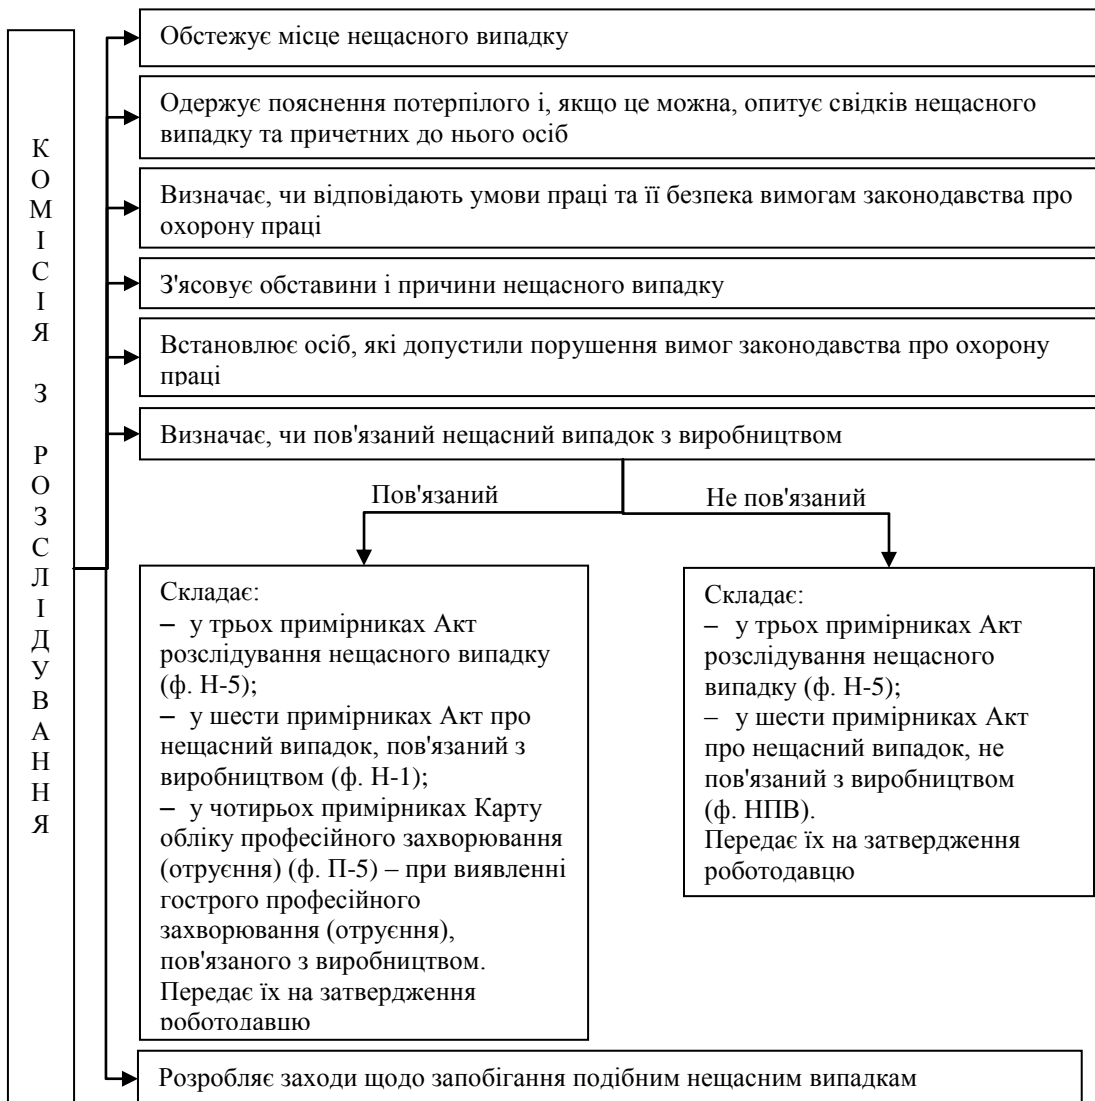 КОМІСІЯ З РОЗСЛІДУВАННЯ
Обстежує місце нещасного випадку
Одержує пояснення потерпілого і, якщо це можна, опитує свідків нещасного
випадку та причетних до нього осіб
Визначає, чи відповідають умови праці та її безпека вимогам законодавства про
охорону праці
З'ясовує обставини і причини нещасного випадку
Встановлює осіб, які допустили порушення вимог законодавства про охорону
праці
Визначає, чи пов'язаний нещасний випадок з виробництвом
Пов'язаний
Не пов'язаний
Складає:
– у трьох примірниках Акт
розслідування нещасного випадку
(ф. Н-5);
– у шести примірниках Акт про
нещасний випадок, пов'язаний з
виробництвом (ф. Н-1);
– у чотирьох примірниках Карту
обліку професійного захворювання
(отруєння) (ф. П-5) – при виявленні
гострого професійного
захворювання (отруєння),
пов'язаного з виробництвом.
Передає їх на затвердження
роботодавцю
Складає:
– у трьох примірниках Акт
розслідування нещасного
випадку (ф. Н-5);
– у шести примірниках Акт
про нещасний випадок, не
пов'язаний з виробництвом
(ф. НПВ).
Передає їх на затвердження
роботодавцю
Розробляє заходи щодо запобігання подібним нещасним випадкам